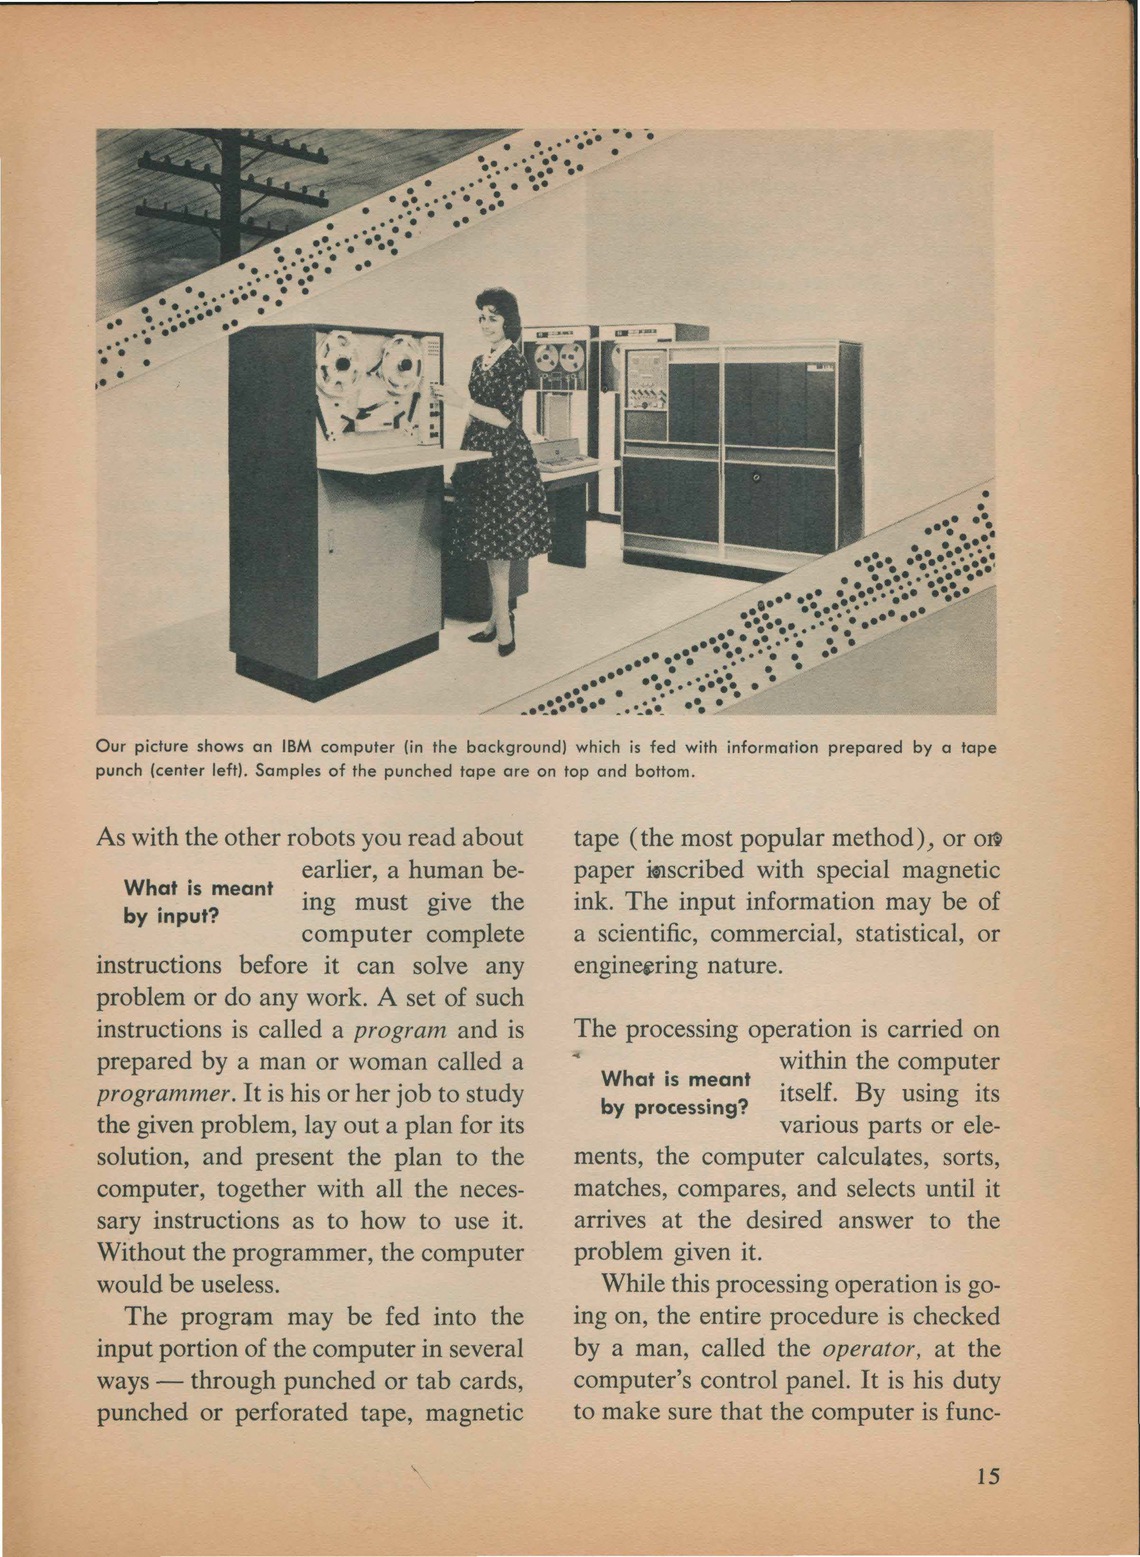 Our picture shows an IBM computer (in the background) which is fed with information prepared by a tape
punch (center left). Samples of the punched tape are on top and bottom.
As with the other robots you read about
earlier, a human be-
What is meant
by input?
ing must give the
computer complete
instructions before it can solve any
problem or do any work. A set of such
instructions is called a program and is
prepared by a man or woman called a
programmer. It is his or her job to study
the given problem, lay out a plan for its
solution, and present the plan to the
computer, together with all the neces-
sary instructions as to how to use it.
Without the programmer, the computer
would be useless.
The program may be fed into the
input portion of the computer in several
ways — through punched or tab cards,
punched or perforated tape, magnetic
tape (the most popular method), or on
paper inscribed with special magnetic
ink. The input information may be of
a scientific, commercial, statistical, or
engineering nature.
The processing operation is carried on
within the computer
What is meant
by processing?
itself. By using its
various parts or ele-
ments, the computer calculates, sorts,
matches, compares, and selects until it
arrives at the desired answer to the
problem given it.
While this processing operation is go-
ing on, the entire procedure is checked
by a man, called the operator, at the
computer's control panel. It is his duty
to make sure that the computer is func-
15